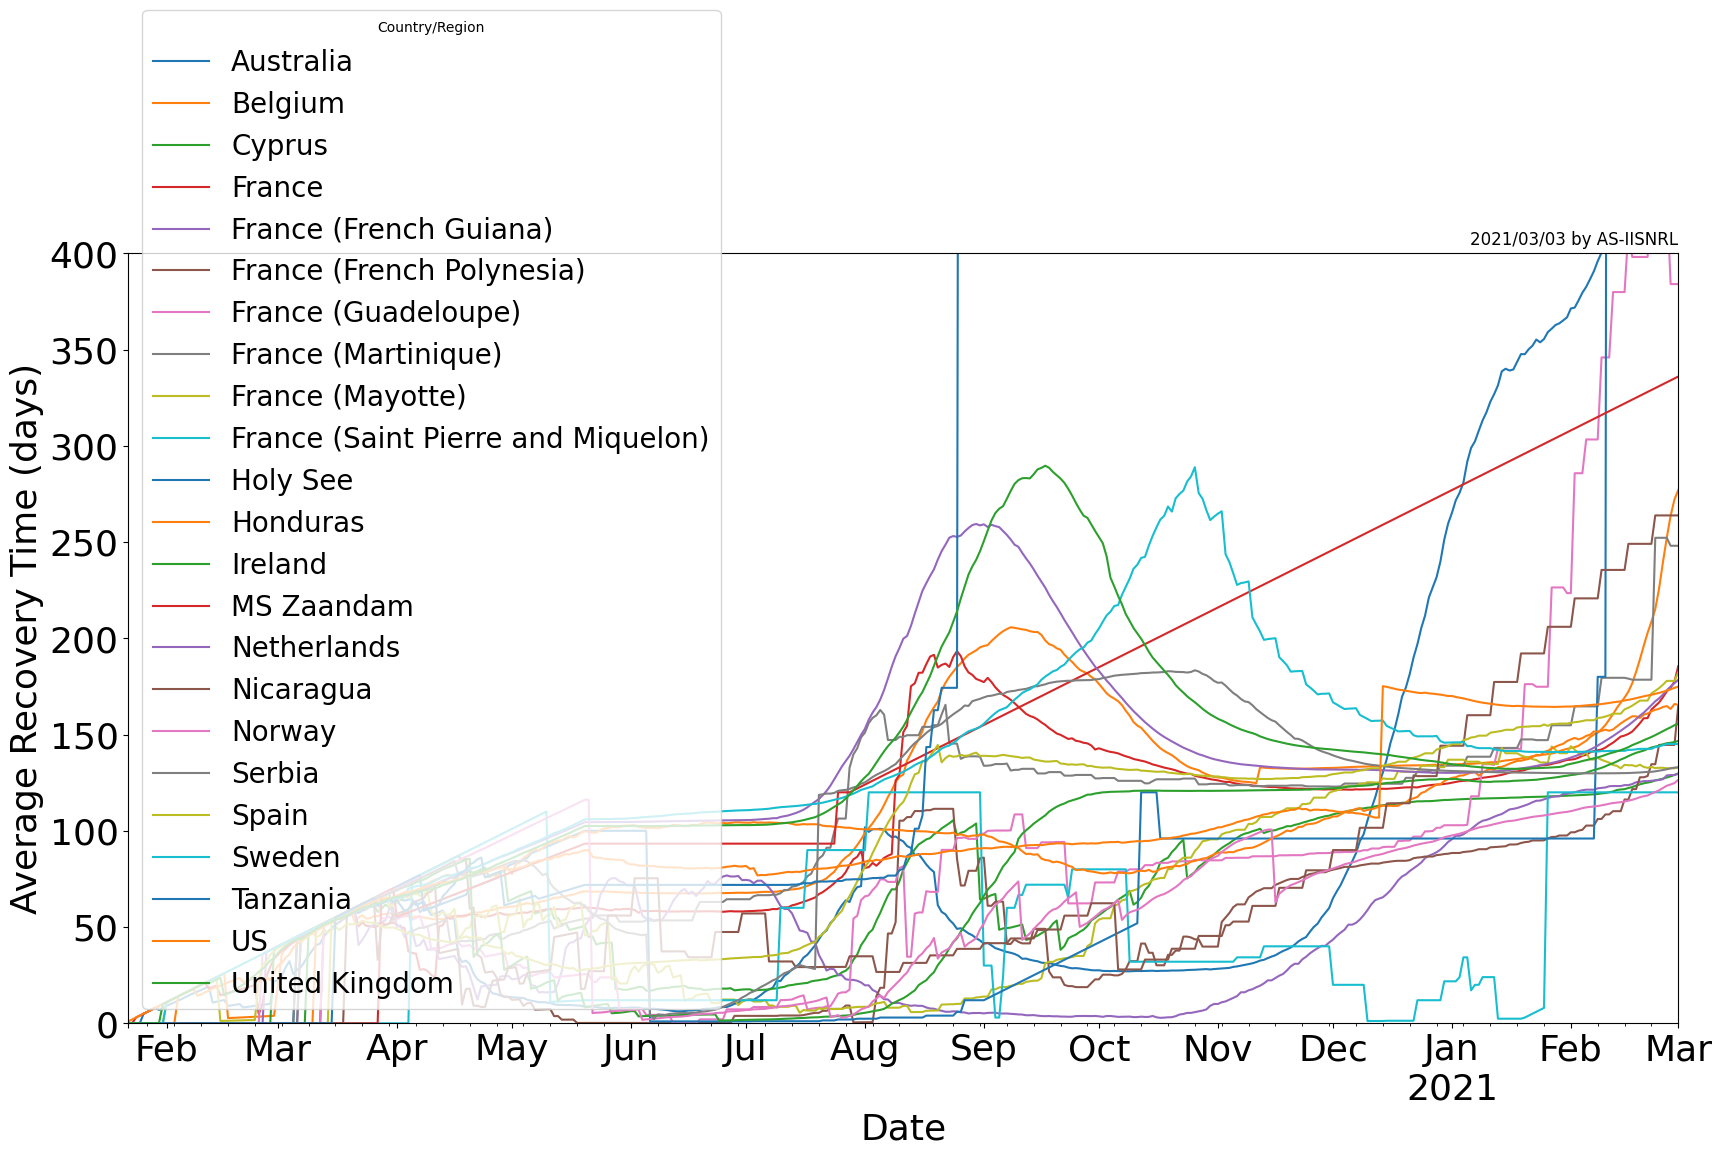 Country/Region
Australia
Belgium
Cyprus
France
France (French Guiana)
France (French Polynesia)
France (Guadeloupe)
France (Martinique)
France (Mayotte)
France (Saint Pierre and Miquelon)
Holy See
Honduras
Ireland
MS Zaandam
Netherlands
Nicaragua
Norway
Serbia
Spain
Sweden
Tanzania
US
United Kingdom
2021/03/03 by AS-IISNRL
Average Recovery Time (days)
400
350
300
250
200
150
100
50
0
Feb Mar Apr May Jun Jul Aug Sep Oct Nov Dec Jan Feb Mar
2021
Date